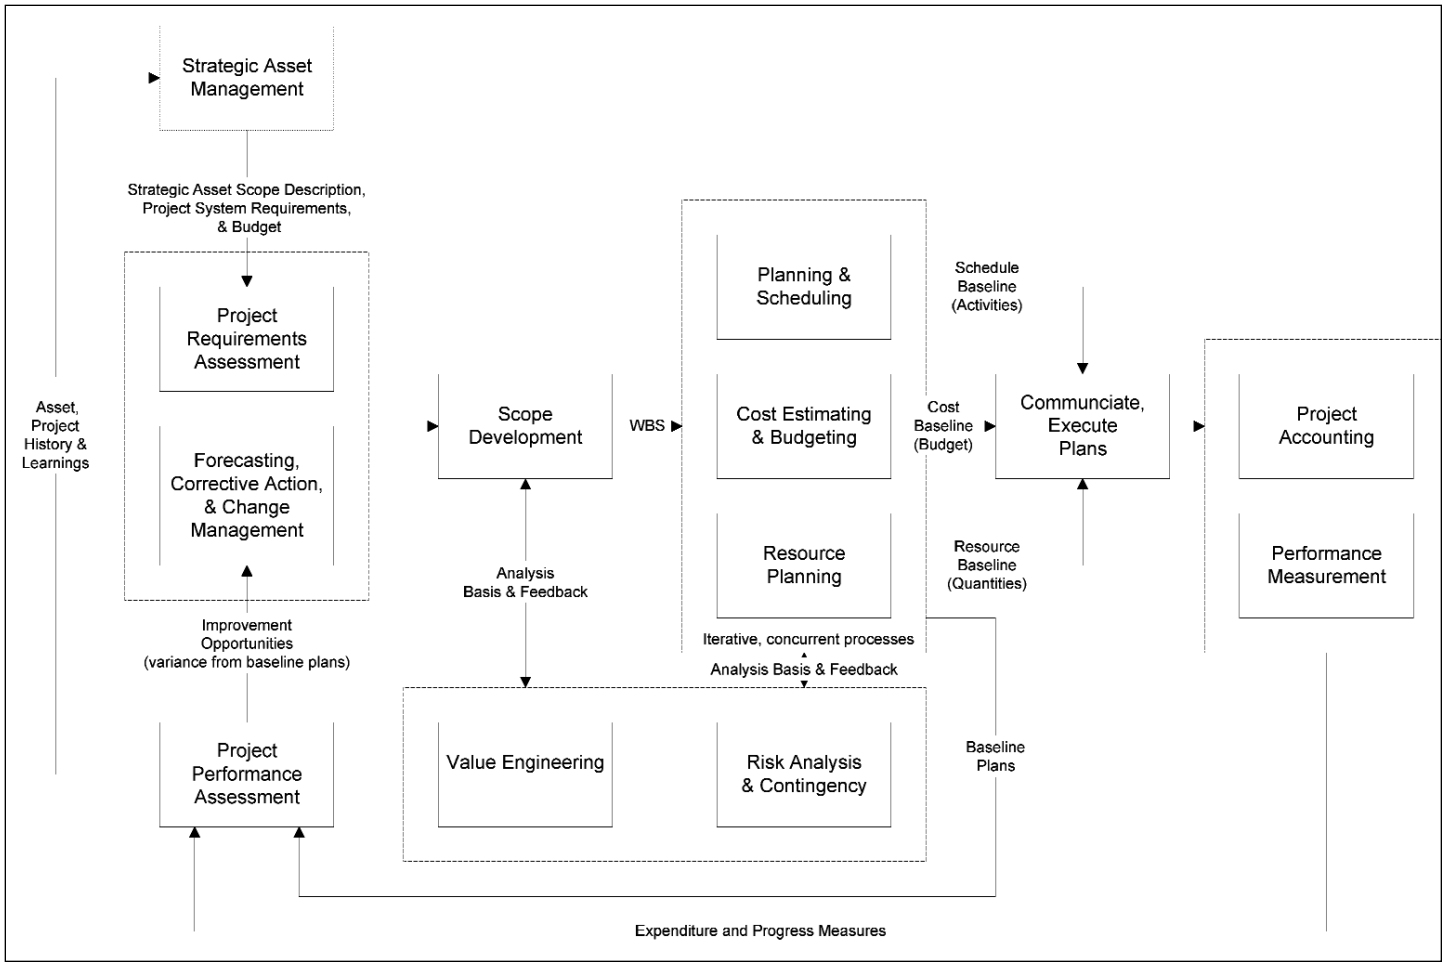 Strategic Asset
Management
Strategic Asset Scope Description,
Project System Requirements,
& Budget
Project
Requirements
Assessment
Forecasting,
Corrective Action,
& Change
Management
Asset,
Project
History &
Learnings
Improvement
Opportunities
(variance from baseline plans)
Project
Performance
Assessment
Scope
Development
WBS
Analysis
Basis & Feedback
Planning &
Scheduling
Cost Estimating
& Budgeting
Resource
Planning
Iterative, concurrent processes
Analysis Basis & Feedback
Value Engineering
Risk Analysis
& Contingency
Schedule
Baseline
(Activities)
Cost
Baseline
(Budget)
Resource
Baseline
(Quantities)
Communciate,
Execute
Plans
Baseline
Plans
Project
Accounting
Performance
Measurement
Expenditure and Progress Measures